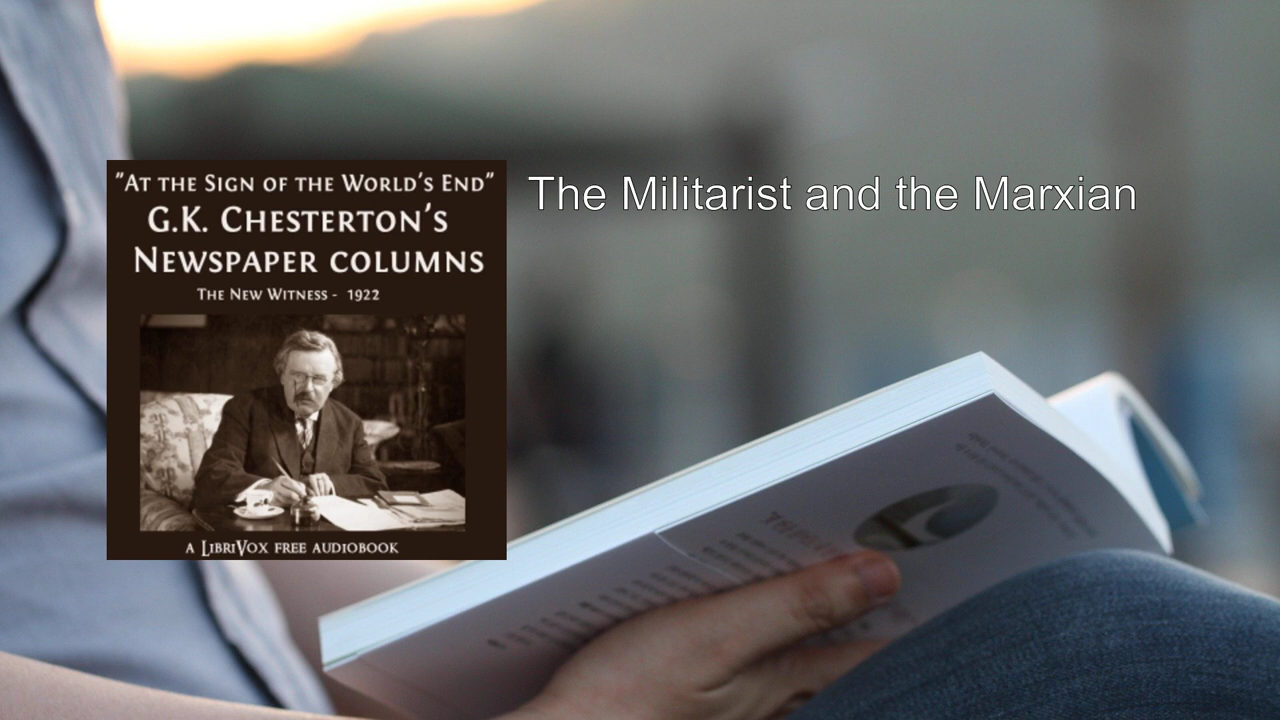 "At the Sign of the World's End"
G.K. Chesterton's
Newspaper columns
The New Witness - 1922
a LibriVox free audiobook
The Militarist and the Marxian